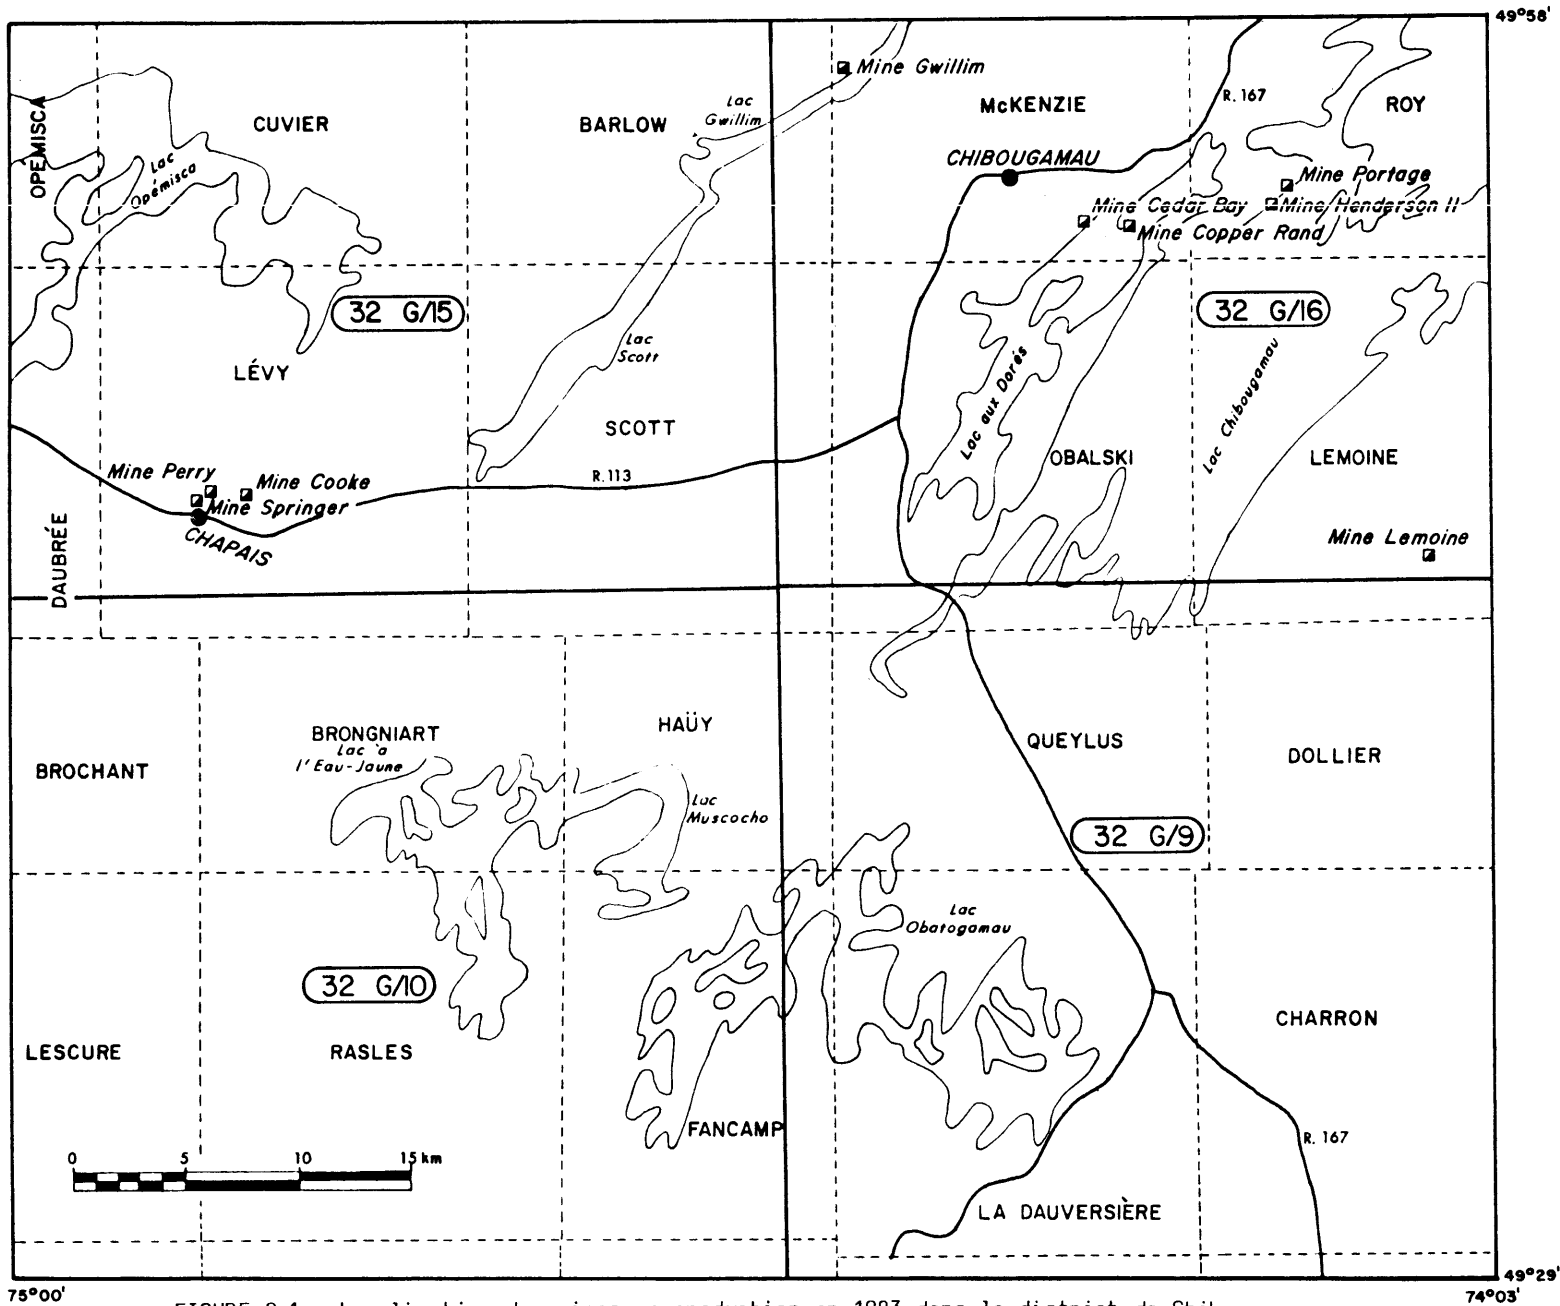 49°58'
Mine Gwillim
Lac
Gwillim
McKENZIE
R. 167
ROY
OPÉMISCA
CUVIER
BARLOW
CHIBOUGAMAU
Lac
Opémisca
Mine Portage
Mine Cedar Bay
Mine Henderson II
Mine Copper Rand
32 G/15
32 G/16
Lac
Scott
LÉVY
Lac aux Dorés
Lac Chibougamau
SCOTT
OBALSKI
LEMOINE
Mine Perry
Mine Cooke
R. 113
Mine Springer
CHAPAIS
Mine Lemoine
DAUBRÉE
BRONGNIART
HAÜY
QUEYLUS
DOLLIER
Lac à
l'Eau-Jaune
BROCHANT
Lac
Muscocho
32 G/9
Lac
Obatogamau
32 G/10
CHARRON
LESCURE
RASLES
FANCAMP
R. 167
0 5 10 15 km
LA DAUVERSIÈRE
49°29'
75°00'
74°03'